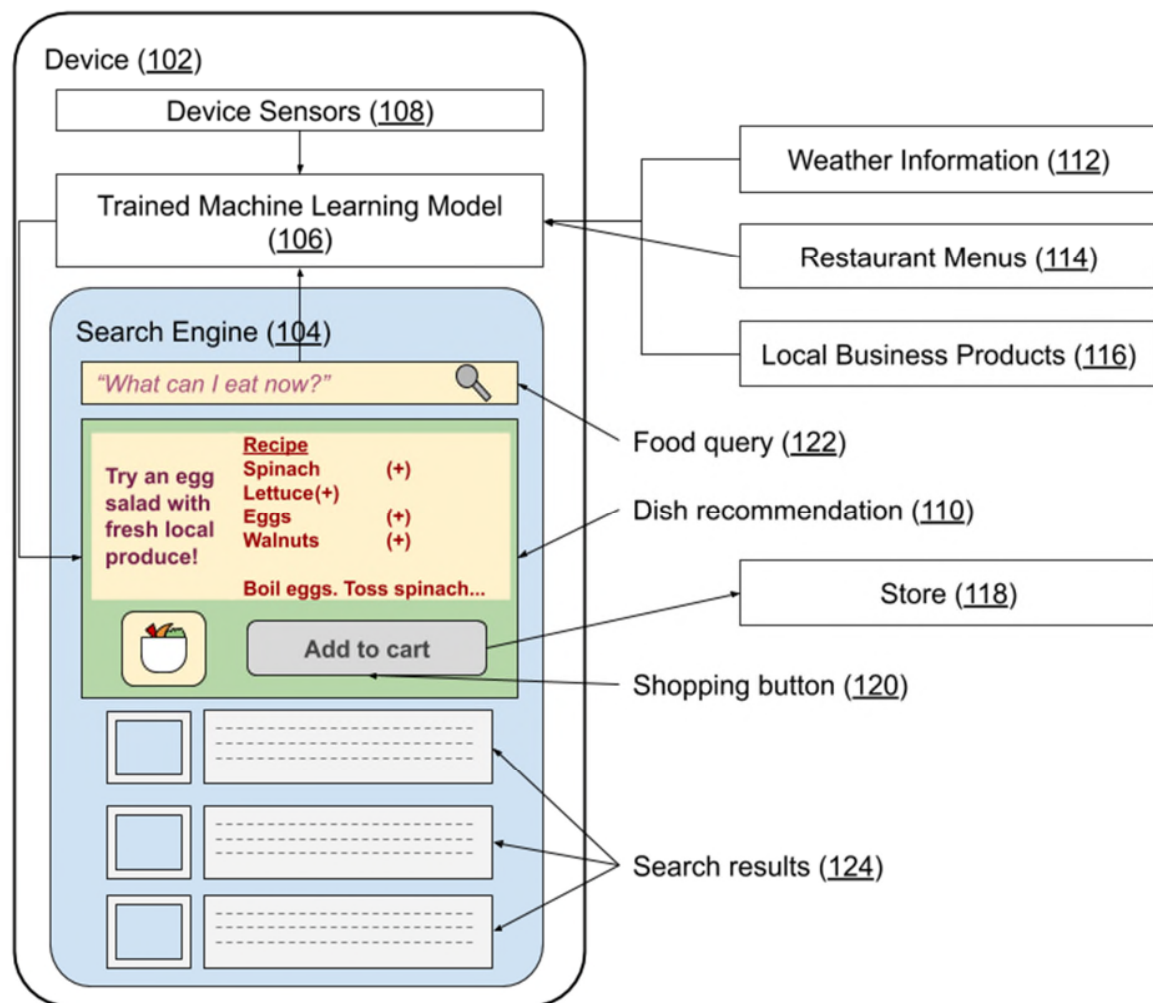 Device (102)
Device Sensors (108)
Trained Machine Learning Model
(106)
Weather Information (112)
Restaurant Menus (114)
Local Business Products (116)
Search Engine (104)
"What can I eat now?"
Food query (122)
Try an egg
salad with
fresh local
produce!
Recipe
Spinach (+)
Lettuce(+)
Eggs (+)
Walnuts (+)
Boil eggs. Toss spinach...
Dish recommendation (110)
Store (118)
Add to cart
Shopping button (120)
Search results (124)